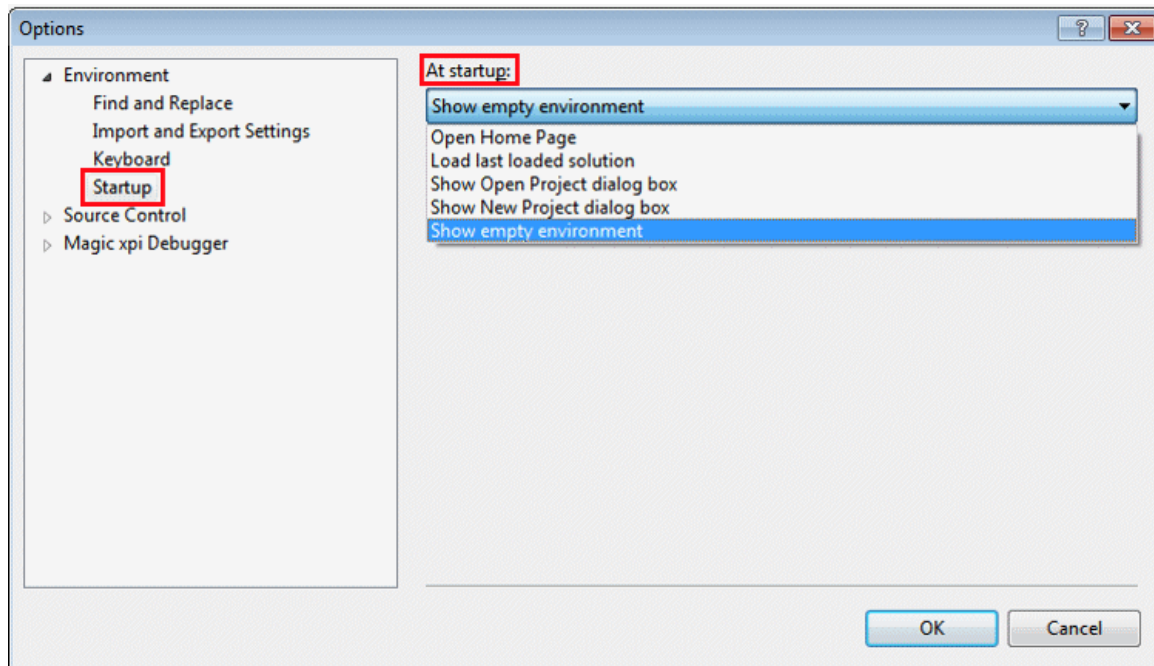 Options
Environment
Find and Replace
Import and Export Settings
Keyboard
Startup
Source Control
Magic xpi Debugger
At startup:
Show empty environment
Open Home Page
Load last loaded solution
Show Open Project dialog box
Show New Project dialog box
Show empty environment
OK
Cancel